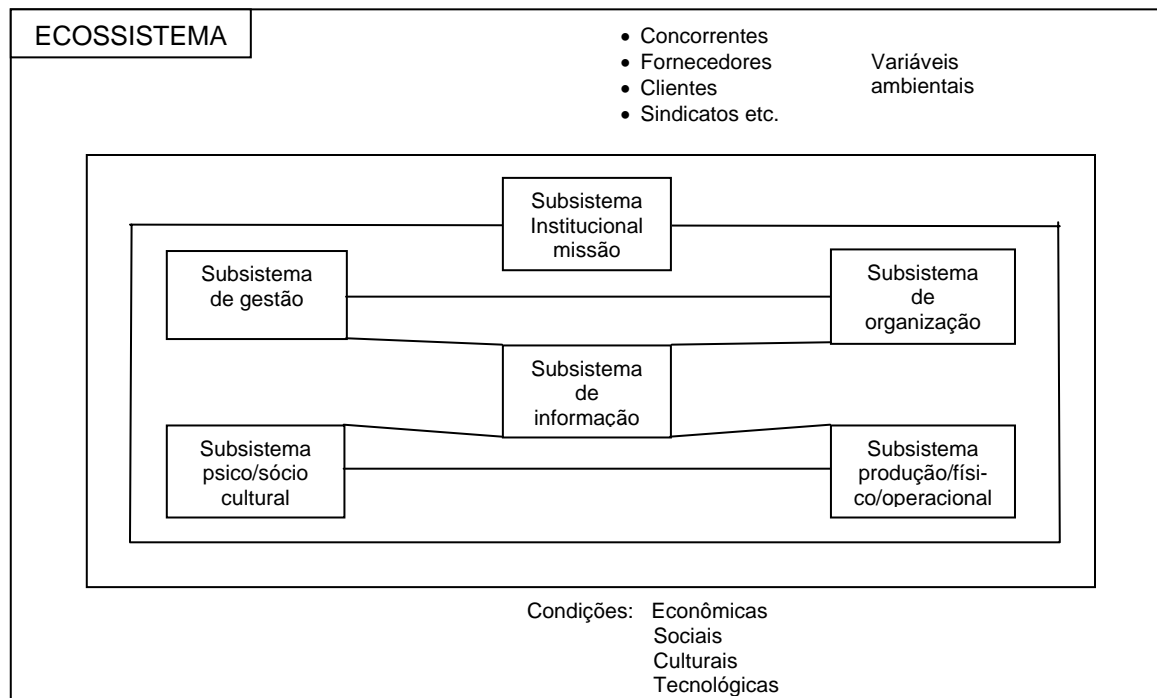 ECOSSISTEMA
• Concorrentes
• Fornecedores
• Clientes
• Sindicatos etc.
Variáveis
ambientais
Subsistema
Institucional
missão
Subsistema
de gestão
Subsistema
de
organização
Subsistema
de
informação
Subsistema
psico/sócio
cultural
Subsistema
produção/físi-
co/operacional
Condições: Econômicas
Sociais
Culturais
Tecnológicas